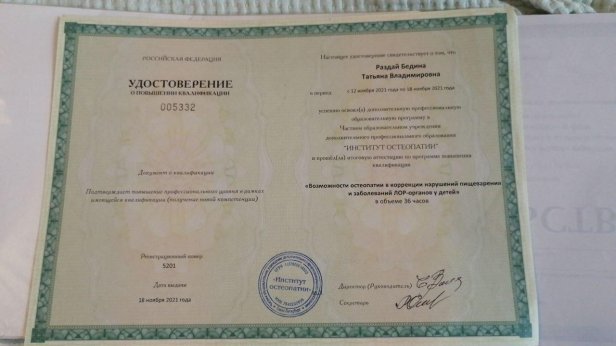 РОССИЙСКАЯ ФЕДЕРАЦИЯ
УДОСТОВЕРЕНИЕ
О ПОВЫШЕНИИ КВАЛИФИКАЦИИ
005332
Документ о квалификации
Подтверждает повышение профессионального уровня в рамках
имеющейся квалификации (получение новой компетенции)
Регистрационный номер
5201
Дата выдачи
18 ноября 2021 года
Настоящее удостоверение свидетельствует о том, что
Раздай Бедина
Татьяна Владимировна
в период с 12 ноября 2021 года по 18 ноября 2021
успешно освоил(а) дополнительную профессиональную
образовательную программу в
Частном образовательном учреждении
дополнительного профессионального образования
"ИНСТИТУТ ОСТЕОПАТИИ"
и прошёл(ла) итоговую аттестацию по программе повышения
квалификации
«Возможности остеопатии в коррекции нарушений пищеварения
и заболеваний ЛОР-органов у детей»
в объеме 36 часов
«Институт
остеопатии»
Директор (Руководитель)
Секретарь